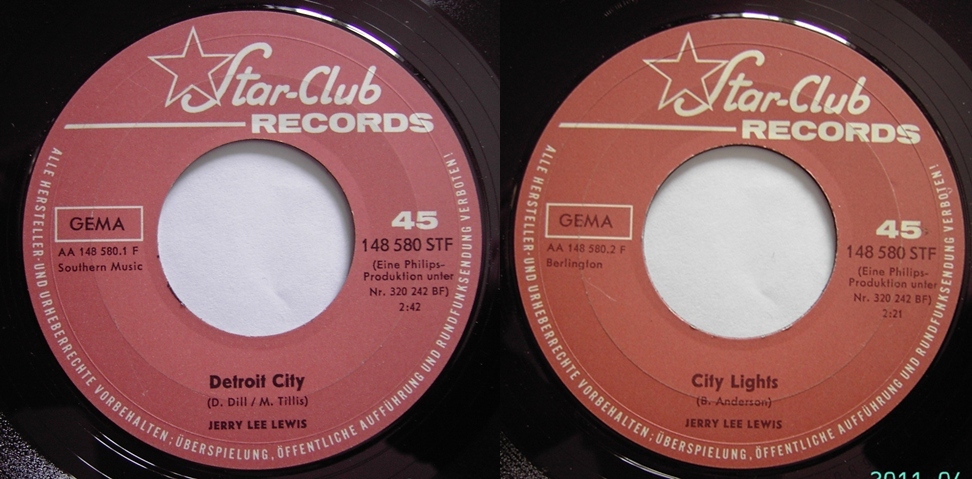 Star-Club
RECORDS
ALLE HERSTELLER- UND URHEBERRECHTE VORBEHALTEN; ÜBERSPIELUNG, ÖFFENTLICHE AUFFÜHRUNG UND RUNDFUNKSENDUNG VERBOTEN!
GEMA
AA 148 580.1 F
Southern Music
45
148 580 STF
(Eine Philips-
Produktion unter
Nr. 320 242 BF)
2:42
Detroit City
(D. Dill / M. Tillis)
JERRY LEE LEWIS
Star-Club
RECORDS
ALLE HERSTELLER- UND URHEBERRECHTE VORBEHALTEN; ÜBERSPIELUNG, ÖFFENTLICHE AUFFÜHRUNG UND RUNDFUNKSENDUNG VERBOTEN!
GEMA
AA 148 580.2 F
Berlington
45
148 580 STF
(Eine Philips-
Produktion unter
Nr. 320 242 BF)
2:21
City Lights
(B. Anderson)
JERRY LEE LEWIS